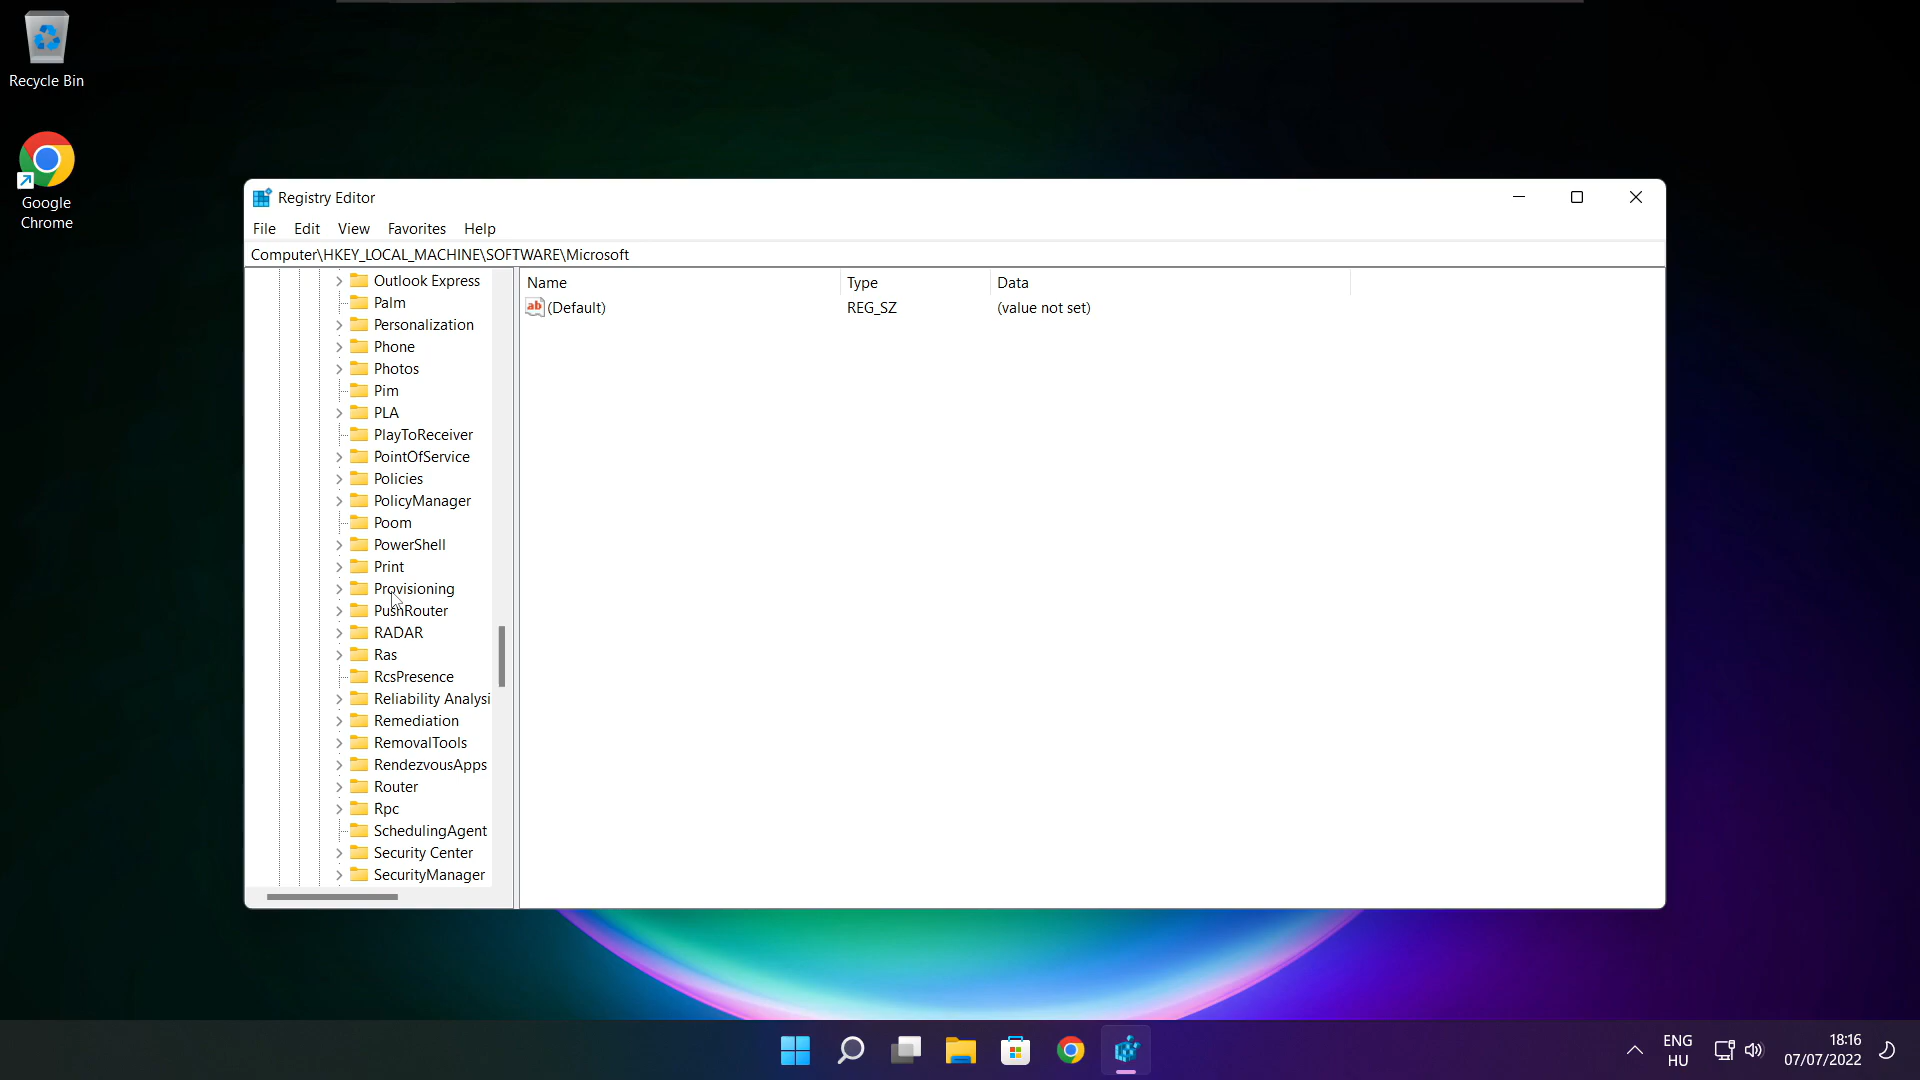 Recycle Bin
Google
Chrome
Registry Editor
File Edit View Favorites Help
Computer\HKEY_LOCAL_MACHINE\SOFTWARE\Microsoft
Outlook Express
Palm
Personalization
Phone
Photos
Pim
PLA
PlayToReceiver
PointOfService
Policies
PolicyManager
Poom
PowerShell
Print
Provisioning
PushRouter
RADAR
Ras
RcsPresence
Reliability Analysi
Remediation
RemovalTools
RendezvousApps
Router
Rpc
SchedulingAgent
Security Center
SecurityManager
Name Type Data
ab (Default) REG_SZ (value not set)
ENG
HU
18:16
07/07/2022